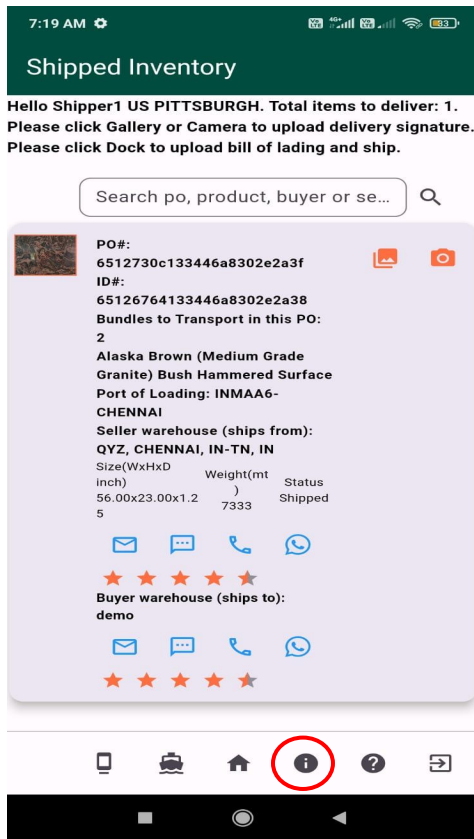 7:19 AM
4G+
83
Shipped Inventory
Hello Shipper1 US PITTSBURGH. Total items to deliver: 1.
Please click Gallery or Camera to upload delivery signature.
Please click Dock to upload bill of lading and ship.
Search po, product, buyer or se...
PO#:
6512730c133446a8302e2a3f
ID#:
65126764133446a8302e2a38
Bundles to Transport in this PO:
2
Alaska Brown (Medium Grade
Granite) Bush Hammered Surface
Port of Loading: INMAA6-
CHENNAI
Seller warehouse (ships from):
QYZ, CHENNAI, IN-TN, IN
Size(WxHxD
inch)
56.00x23.00x1.2
5
Weight(mt
)
7333
Status
Shipped
Buyer warehouse (ships to):
demo